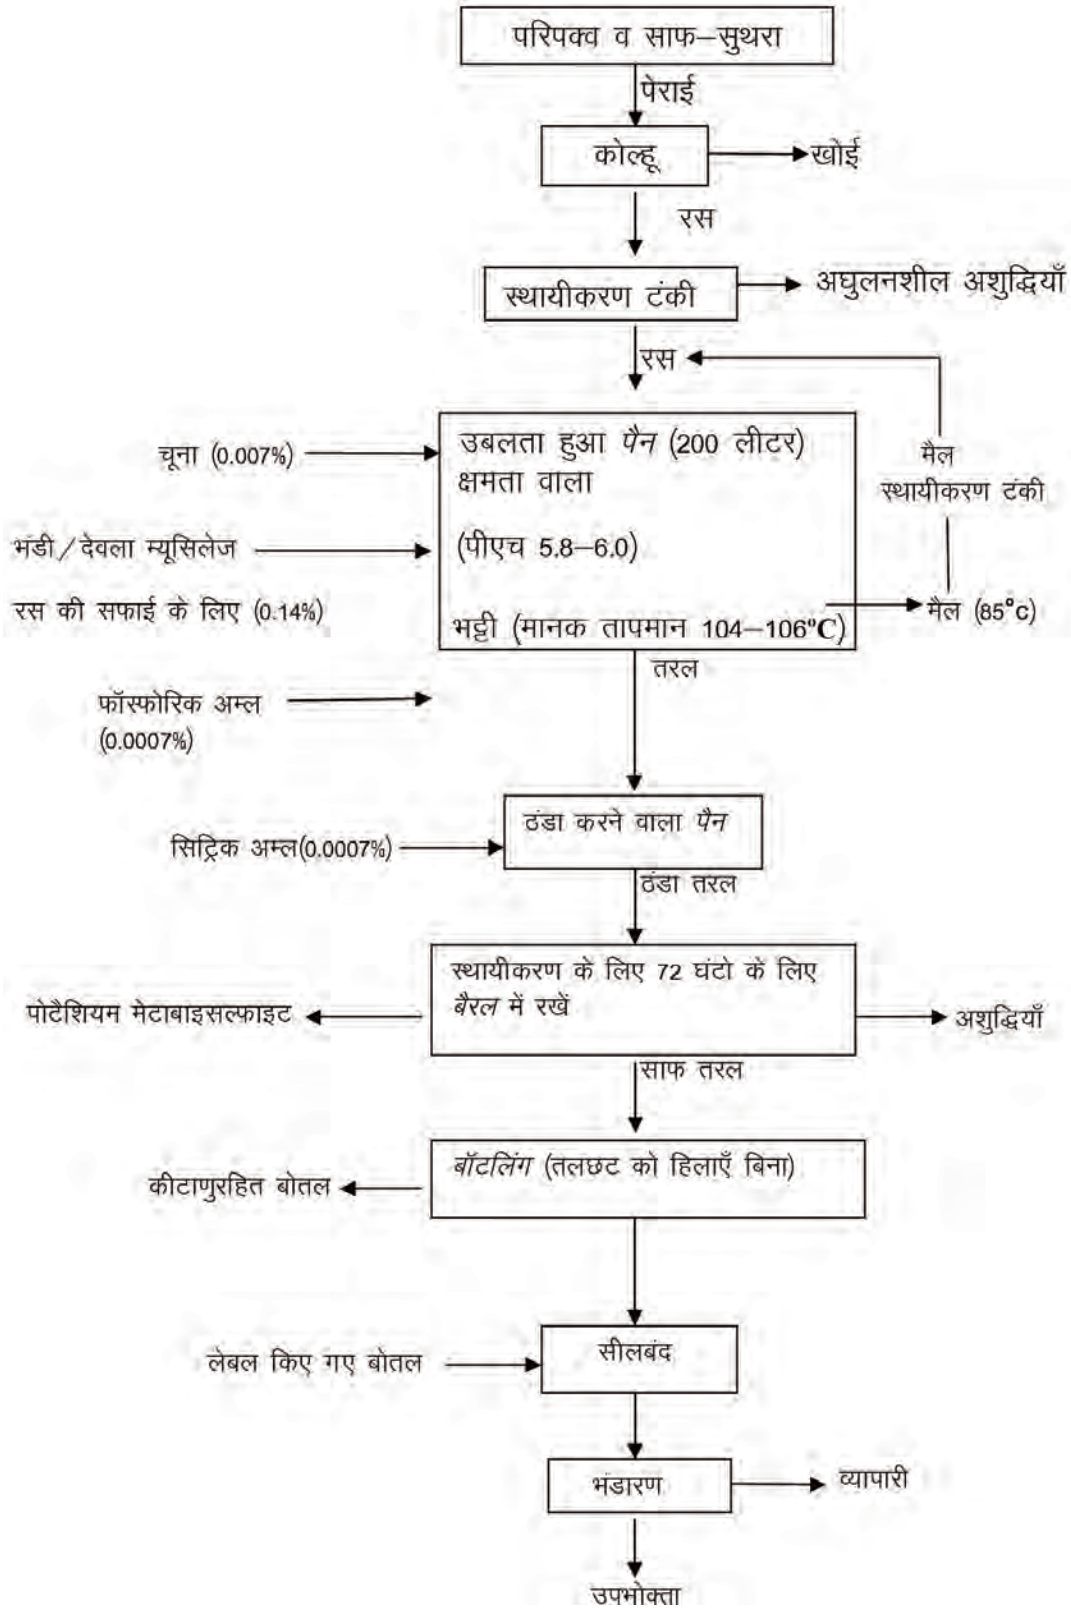 परिपक्व व साफ–सुथरा
पेराई
कोल्हू
खोई
रस
स्थायीकरण टंकी
अघुलनशील अशुद्धियाँ
रस
चूना (0.007%)
उबलता हुआ पैन (200 लीटर)
क्षमता वाला
मैल
स्थायीकरण टंकी
भंडी/देवला म्यूसिलेज
(पीएच 5.8–6.0)
रस की सफाई के लिए (0.14%)
भट्टी (मानक तापमान 104–106°C)
मैल (85°c)
तरल
फॉस्फोरिक अम्ल
(0.0007%)
ठंडा करने वाला पैन
सिट्रिक अम्ल(0.0007%)
ठंडा तरल
स्थायीकरण के लिए 72 घंटो के लिए
बैरल में रखें
पोटैशियम मेटाबाइसल्फाइट
अशुद्धियाँ
साफ तरल
बॉटलिंग (तलछट को हिलाएँ बिना)
कीटाणुरहित बोतल
लेबल किए गए बोतल
सीलबंद
भंडारण
व्यापारी
उपभोक्ता